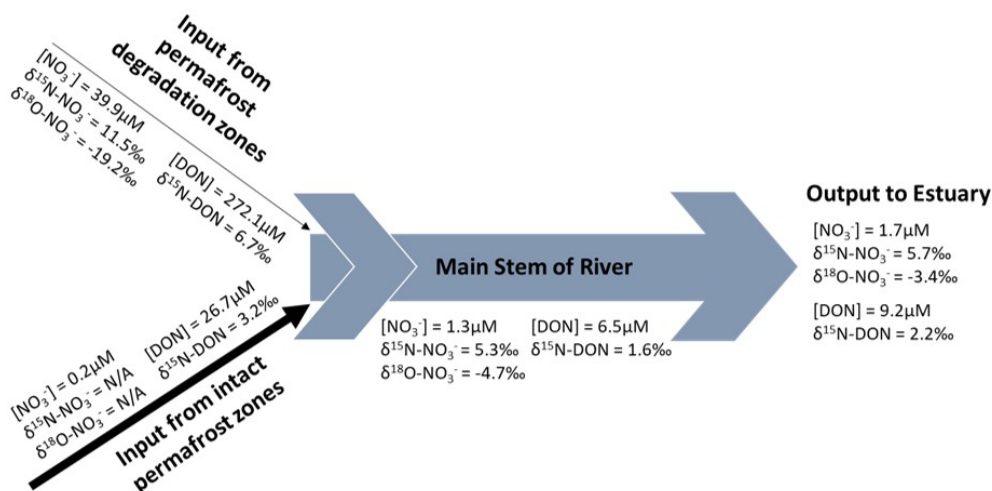 Input from
permafrost
degradation zones
[NO₃⁻] = 39.9μM
δ¹⁵N-NO₃⁻ = 11.5‰
δ¹⁸O-NO₃⁻ = -19.2‰
[DON] = 272.1μM
δ¹⁵N-DON = 6.7‰
[NO₃⁻] = 0.2μM
δ¹⁵N-NO₃⁻ = N/A
δ¹⁸O-NO₃⁻ = N/A
[DON] = 26.7μM
δ¹⁵N-DON = 3.2‰
Input from intact
permafrost zones
Main Stem of River
[NO₃⁻] = 1.3μM
δ¹⁵N-NO₃⁻ = 5.3‰
δ¹⁸O-NO₃⁻ = -4.7‰
[DON] = 6.5μM
δ¹⁵N-DON = 1.6‰
Output to Estuary
[NO₃⁻] = 1.7μM
δ¹⁵N-NO₃⁻ = 5.7‰
δ¹⁸O-NO₃⁻ = -3.4‰
[DON] = 9.2μM
δ¹⁵N-DON = 2.2‰